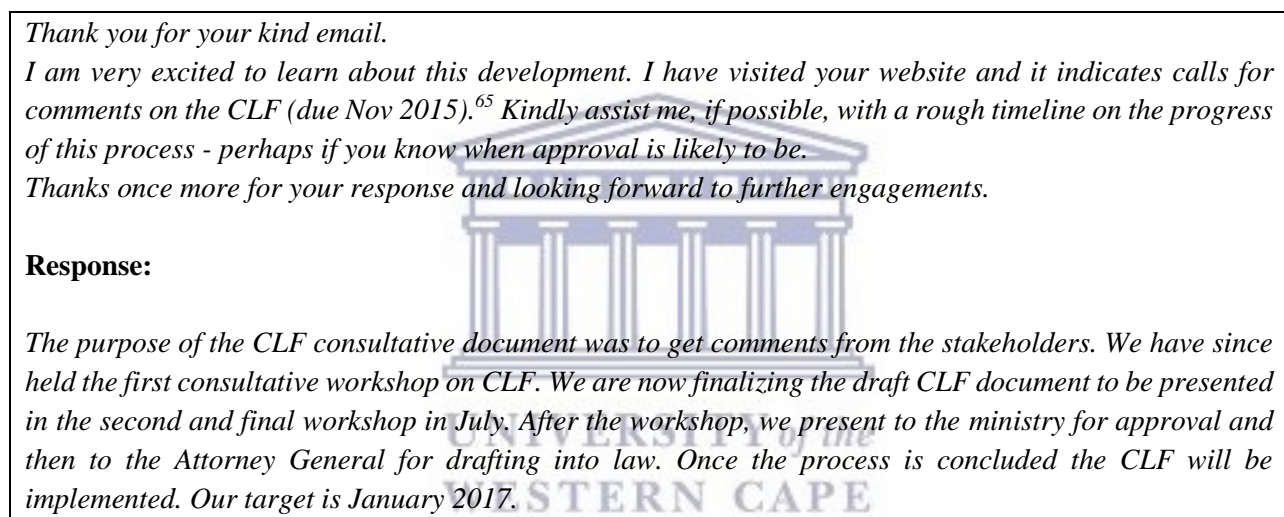 Thank you for your kind email.
I am very excited to learn about this development. I have visited your website and it indicates calls for
comments on the CLF (due Nov 2015).65 Kindly assist me, if possible, with a rough timeline on the progress
of this process - perhaps if you know when approval is likely to be.
Thanks once more for your response and looking forward to further engagements.
Response:
The purpose of the CLF consultative document was to get comments from the stakeholders. We have since
held the first consultative workshop on CLF. We are now finalizing the draft CLF document to be presented
in the second and final workshop in July. After the workshop, we present to the ministry for approval and
UNIVERSITY of the
then to the Attorney General for drafting into law. Once the process is concluded the CLF will be
implemented. Our target is January 2017.
WESTERN CAPE